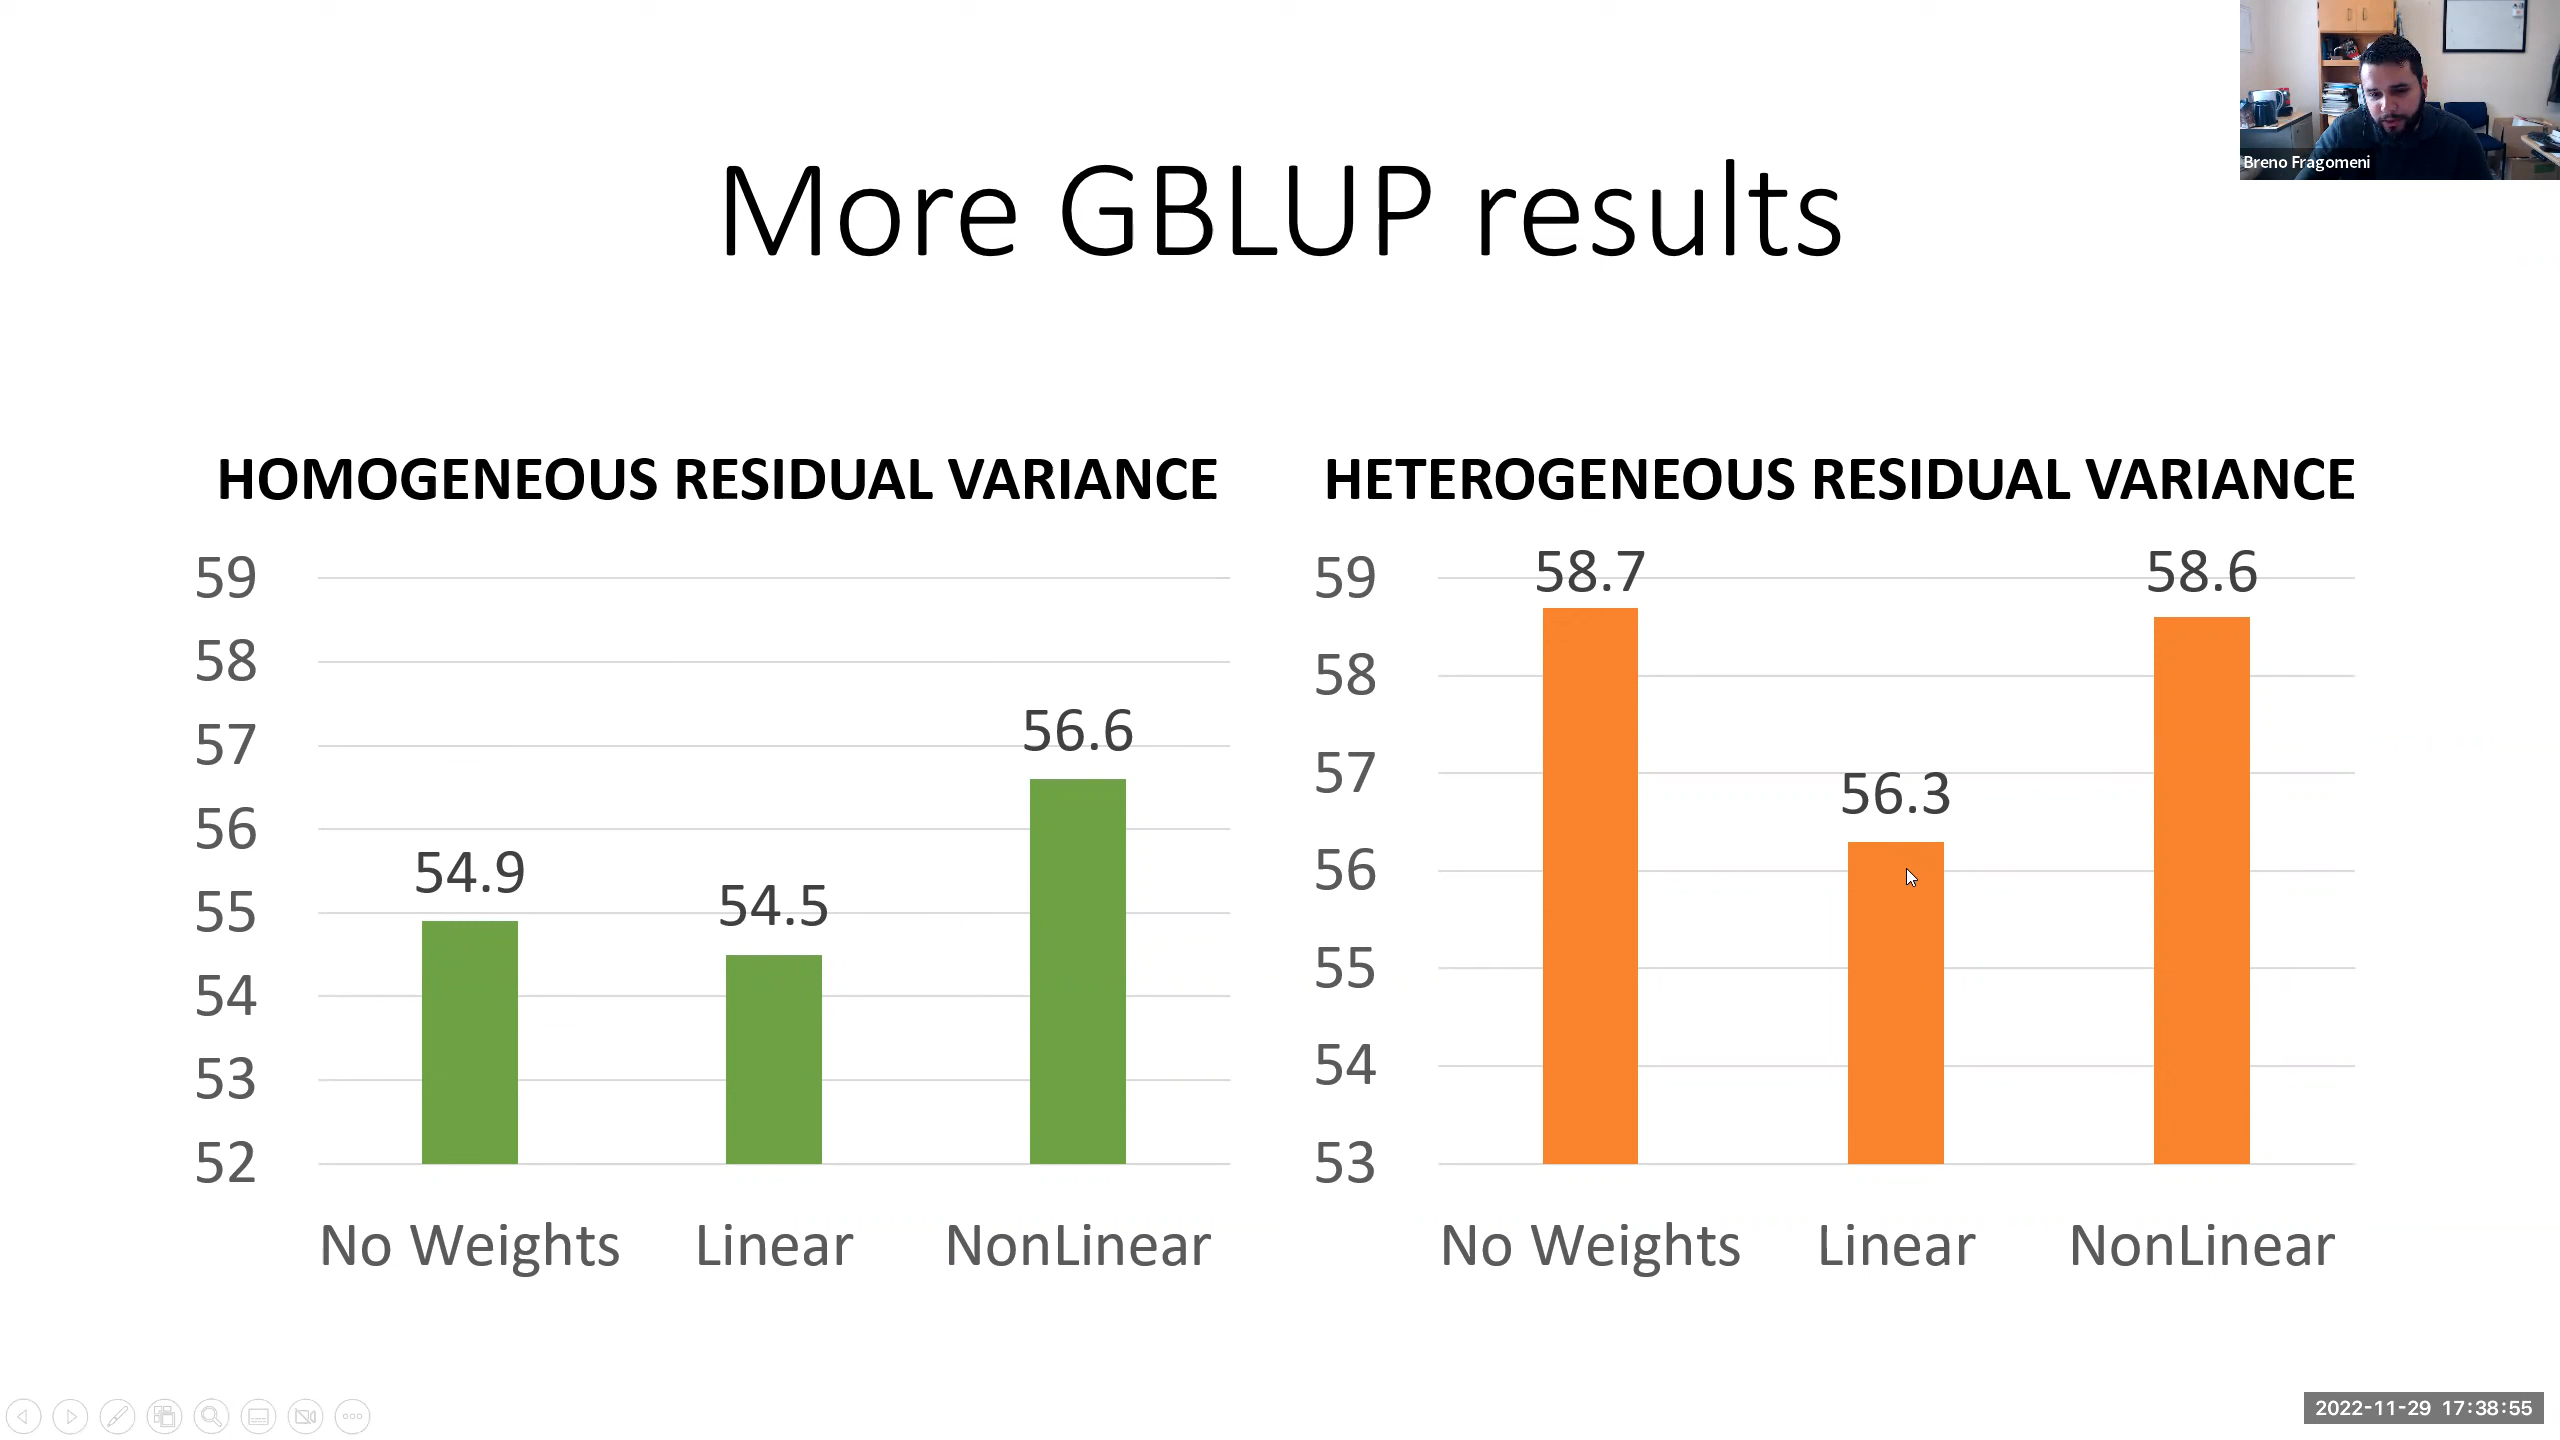 Breno Fragomeni
More GBLUP results
HOMOGENEOUS RESIDUAL VARIANCE
59
58
57
56
55
54
53
52
54.9
54.5
56.6
No Weights
Linear
NonLinear
HETEROGENEOUS RESIDUAL VARIANCE
59
58
57
56
55
54
53
58.7
56.3
58.6
No Weights
Linear
NonLinear
2022-11-29 17:38:55